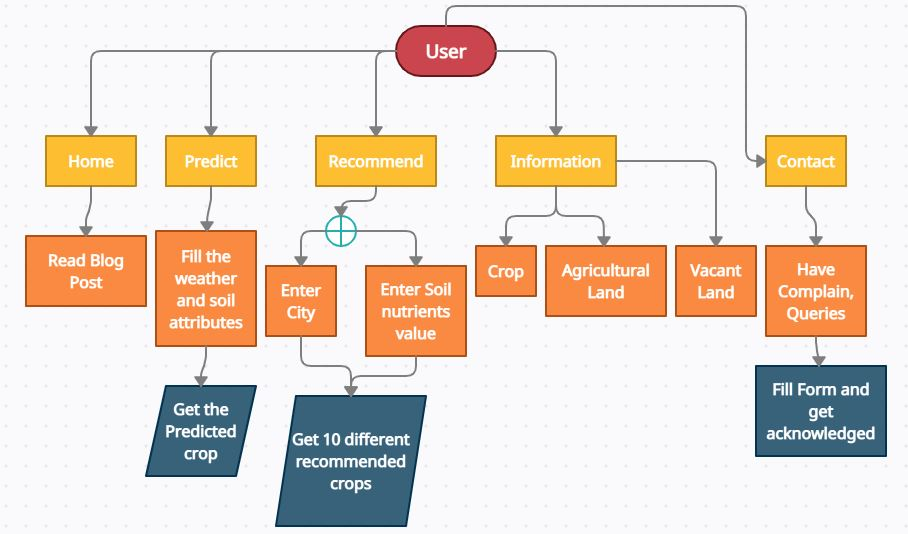 User
Home
Predict
Recommend
Information
Contact
Read Blog
Post
Fill the
weather
and soil
attributes
Enter
City
Enter Soil
nutrients
value
Crop
Agricultural
Land
Vacant
Land
Have
Complain,
Queries
Get the
Predicted
crop
Get 10 different
recommended
crops
Fill Form and
get
acknowledged